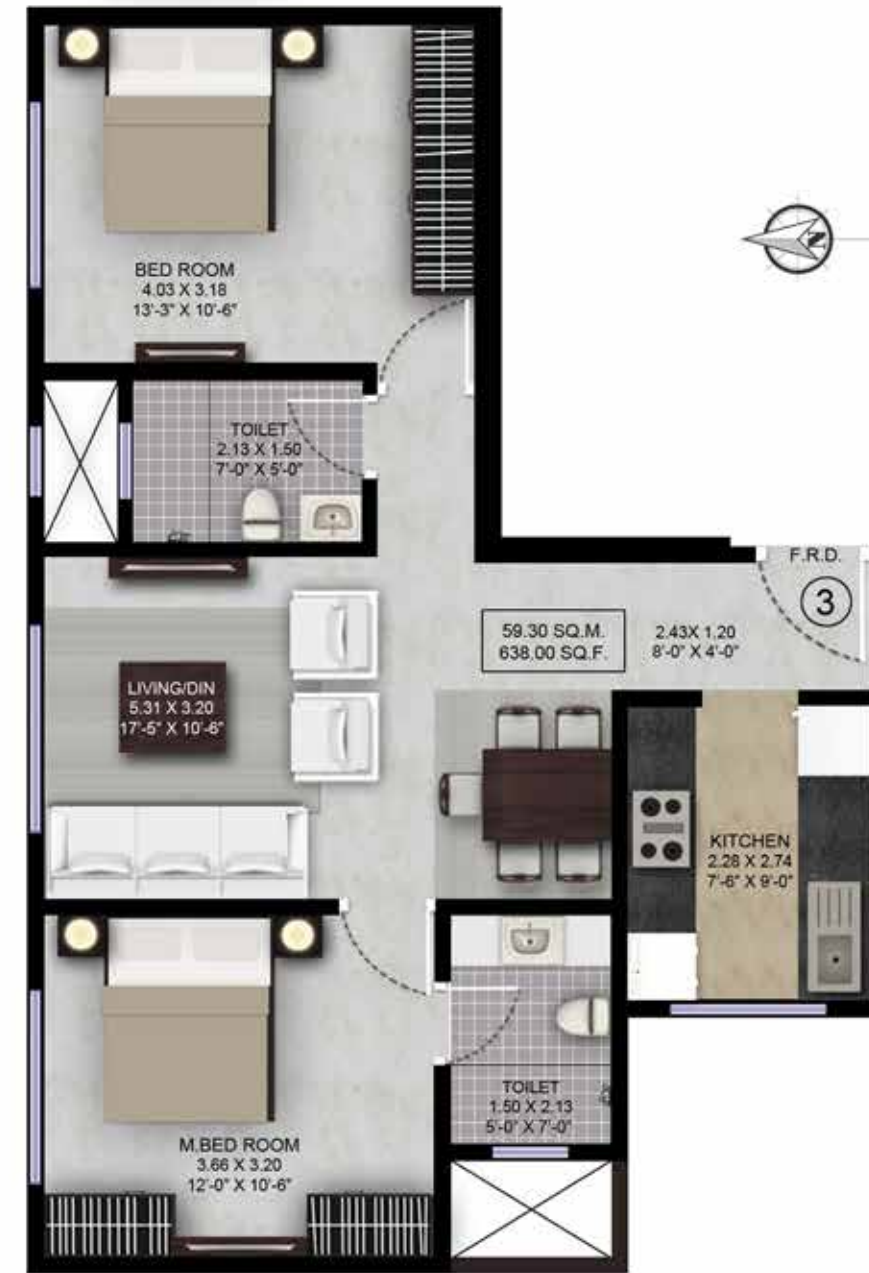 BED ROOM
4.03 X 3.18
13'-3" X 10'-6"
N
TOILET
2.13 X 1.50
7'-0" X 5'-0"
F.R.D.
3
59.30 SQ.M.
638.00 SQ.F.
2.43X 1.20
8'-0" X 4'-0"
LIVING/DIN
5.31 X 3.20
17'-5" X 10'-6"
KITCHEN
2.28 X 2.74
7'-6" X 9'-0"
TOILET
1.50 X 2.13
5'-0" X 7'-0"
M.BED ROOM
3.66 X 3.20
12'-0" X 10'-6"